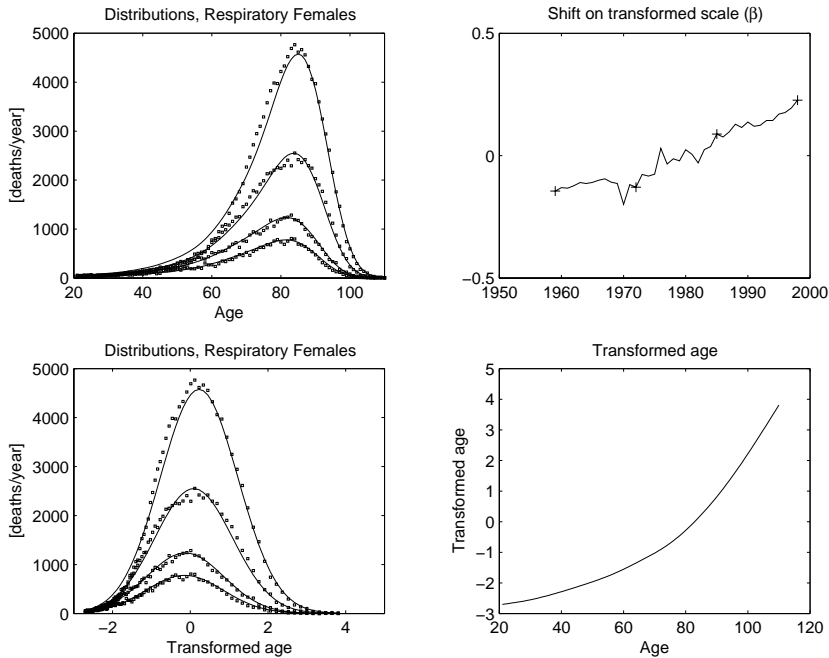 Distributions, Respiratory Females
5000
4000
3000
2000
1000
0
[deaths/year]
20 40 60 80 100
Age
Shift on transformed scale (β)
0.5
0
−0.5
1950 1960 1970 1980 1990 2000
Distributions, Respiratory Females
5000
4000
3000
2000
1000
0
[deaths/year]
−2 0 2 4
Transformed age
Transformed age
5
4
3
2
1
0
−1
−2
−3
Transformed age
20 40 60 80 100 120
Age